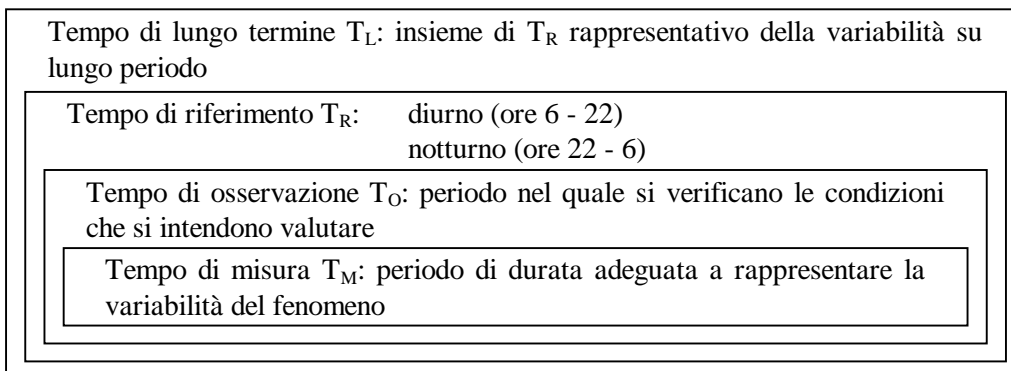 Tempo di lungo termine T_L: insieme di T_R rappresentativo della variabilità su
lungo periodo
Tempo di riferimento T_R: diurno (ore 6 - 22)
notturno (ore 22 - 6)
Tempo di osservazione T_O: periodo nel quale si verificano le condizioni
che si intendono valutare
Tempo di misura T_M: periodo di durata adeguata a rappresentare la
variabilità del fenomeno